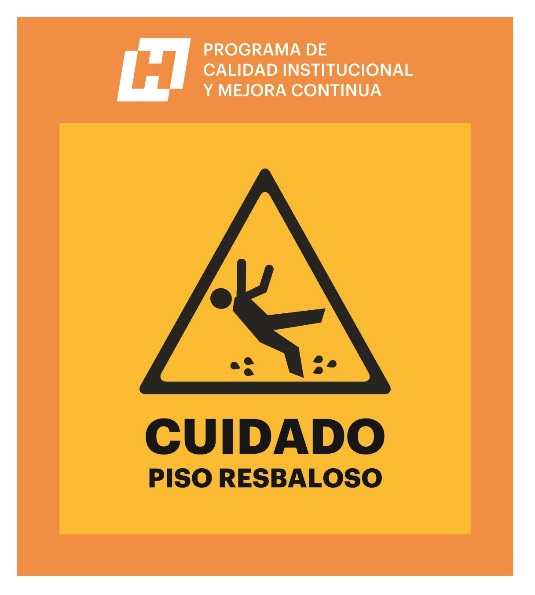 PROGRAMA DE
CALIDAD INSTITUCIONAL
Y MEJORA CONTINUA
CUIDADO
PISO RESBALOSO